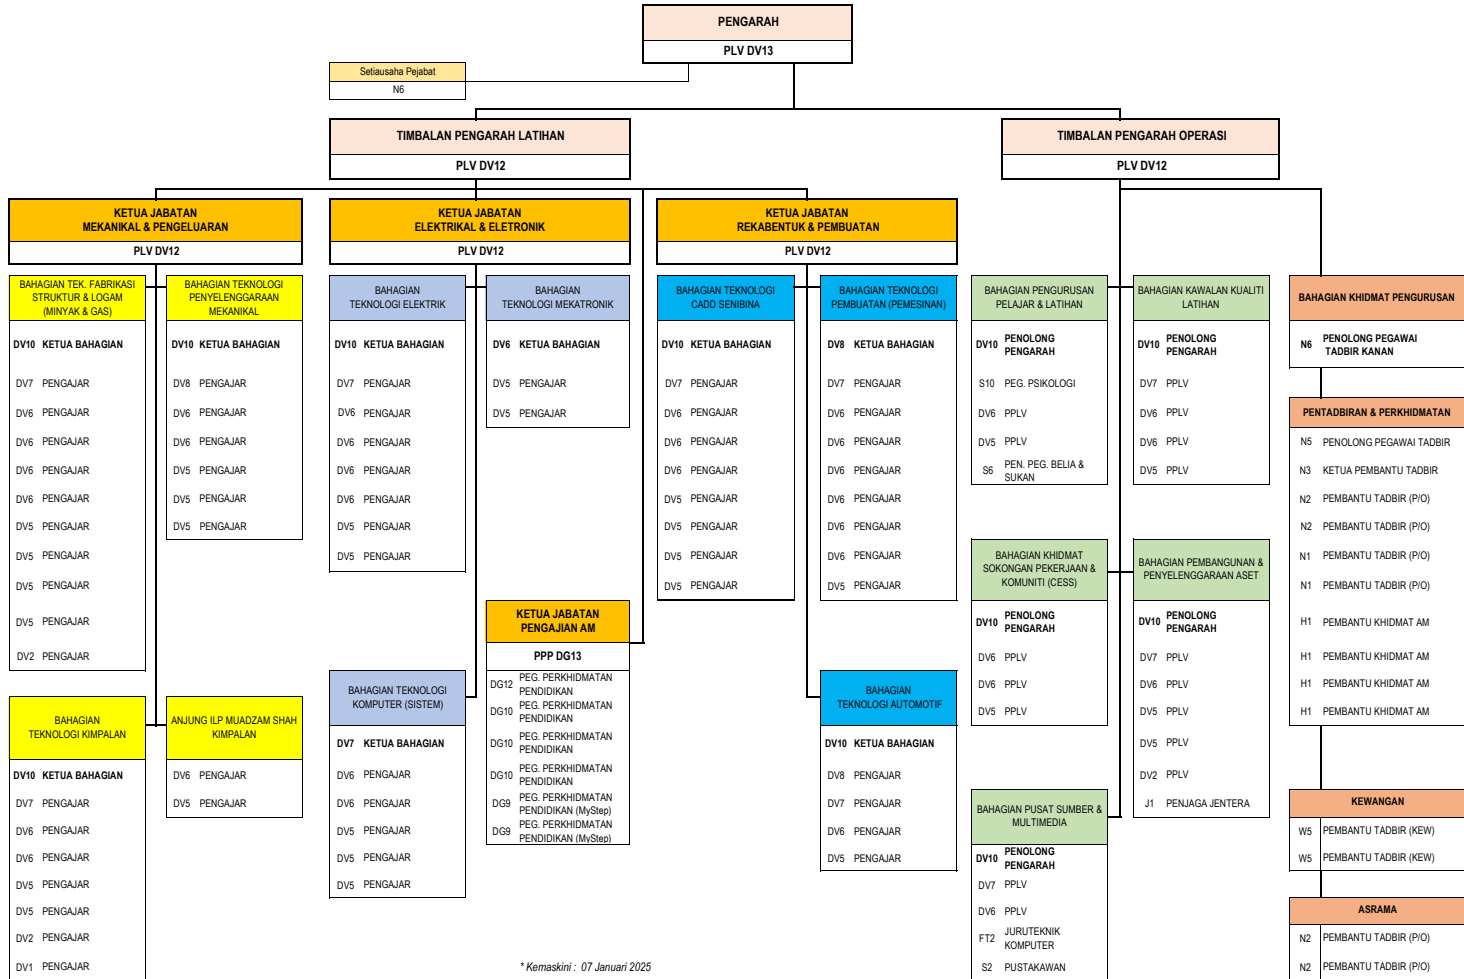 PENGARAH
PLV DV13
Setiausaha Pejabat
N6
TIMBALAN PENGARAH LATIHAN
PLV DV12
TIMBALAN PENGARAH OPERASI
PLV DV12
KETUA JABATAN
MEKANIKAL & PENGELUARAN
PLV DV12
KETUA JABATAN
ELEKTRIKAL & ELETRONIK
PLV DV12
KETUA JABATAN
REKABENTUK & PEMBUATAN
PLV DV12
BAHAGIAN TEK. FABRIKASI
STRUKTUR & LOGAM
(MINYAK & GAS)
DV10 KETUA BAHAGIAN
DV7 PENGAJAR
DV6 PENGAJAR
DV6 PENGAJAR
DV6 PENGAJAR
DV6 PENGAJAR
DV5 PENGAJAR
DV5 PENGAJAR
DV5 PENGAJAR
DV5 PENGAJAR
DV2 PENGAJAR
BAHAGIAN TEKNOLOGI
PENYELENGGARAAN
MEKANIKAL
DV10 KETUA BAHAGIAN
DV8 PENGAJAR
DV6 PENGAJAR
DV6 PENGAJAR
DV5 PENGAJAR
DV5 PENGAJAR
DV5 PENGAJAR
BAHAGIAN
TEKNOLOGI KIMPALAN
DV10 KETUA BAHAGIAN
DV7 PENGAJAR
DV6 PENGAJAR
DV6 PENGAJAR
DV5 PENGAJAR
DV5 PENGAJAR
DV2 PENGAJAR
DV1 PENGAJAR
ANJUNG ILP MUADZAM SHAH
KIMPALAN
DV6 PENGAJAR
DV5 PENGAJAR
BAHAGIAN
TEKNOLOGI ELEKTRIK
DV10 KETUA BAHAGIAN
DV7 PENGAJAR
DV6 PENGAJAR
DV6 PENGAJAR
DV6 PENGAJAR
DV6 PENGAJAR
DV5 PENGAJAR
DV5 PENGAJAR
BAHAGIAN
TEKNOLOGI MEKATRONIK
DV6 KETUA BAHAGIAN
DV5 PENGAJAR
DV5 PENGAJAR
KETUA JABATAN
PENGAJIAN AM
PPP DG13
DG12 PEG. PERKHIDMATAN
PENDIDIKAN
DG10 PEG. PERKHIDMATAN
PENDIDIKAN
DG10 PEG. PERKHIDMATAN
PENDIDIKAN
DG10 PEG. PERKHIDMATAN
PENDIDIKAN
DG9 PEG. PERKHIDMATAN
PENDIDIKAN (MyStep)
DG9 PEG. PERKHIDMATAN
PENDIDIKAN (MyStep)
BAHAGIAN TEKNOLOGI
KOMPUTER (SISTEM)
DV7 KETUA BAHAGIAN
DV6 PENGAJAR
DV6 PENGAJAR
DV5 PENGAJAR
DV5 PENGAJAR
DV5 PENGAJAR
BAHAGIAN TEKNOLOGI
CADD SENIBINA
DV10 KETUA BAHAGIAN
DV7 PENGAJAR
DV6 PENGAJAR
DV6 PENGAJAR
DV6 PENGAJAR
DV5 PENGAJAR
DV5 PENGAJAR
DV5 PENGAJAR
DV5 PENGAJAR
BAHAGIAN TEKNOLOGI
PEMBUATAN (PEMESINAN)
DV8 KETUA BAHAGIAN
DV7 PENGAJAR
DV6 PENGAJAR
DV6 PENGAJAR
DV6 PENGAJAR
DV6 PENGAJAR
DV6 PENGAJAR
DV6 PENGAJAR
DV5 PENGAJAR
BAHAGIAN
TEKNOLOGI AUTOMOTIF
DV10 KETUA BAHAGIAN
DV8 PENGAJAR
DV7 PENGAJAR
DV6 PENGAJAR
DV5 PENGAJAR
BAHAGIAN PENGURUSAN
PELAJAR & LATIHAN
DV10 PENOLONG
PENGARAH
S10 PEG. PSIKOLOGI
DV6 PPLV
DV5 PPLV
S6 PEN. PEG. BELIA &
SUKAN
BAHAGIAN KAWALAN KUALITI
LATIHAN
DV10 PENOLONG
PENGARAH
DV7 PPLV
DV6 PPLV
DV6 PPLV
DV5 PPLV
BAHAGIAN KHIDMAT
SOKONGAN PEKERJAAN &
KOMUNITI (CESS)
DV10 PENOLONG
PENGARAH
DV6 PPLV
DV6 PPLV
DV5 PPLV
BAHAGIAN PEMBANGUNAN &
PENYELENGGARAAN ASET
DV10 PENOLONG
PENGARAH
DV7 PPLV
DV6 PPLV
DV5 PPLV
DV5 PPLV
DV2 PPLV
J1 PENJAGA JENTERA
BAHAGIAN PUSAT SUMBER &
MULTIMEDIA
DV10 PENOLONG
PENGARAH
DV7 PPLV
DV6 PPLV
FT2 JURUTEKNIK
KOMPUTER
S2 PUSTAKAWAN
BAHAGIAN KHIDMAT PENGURUSAN
N6 PENOLONG PEGAWAI
TADBIR KANAN
PENTADBIRAN & PERKHIDMATAN
N5 PENOLONG PEGAWAI TADBIR
N3 KETUA PEMBANTU TADBIR
N2 PEMBANTU TADBIR (P/O)
N2 PEMBANTU TADBIR (P/O)
N1 PEMBANTU TADBIR (P/O)
N1 PEMBANTU TADBIR (P/O)
H1 PEMBANTU KHIDMAT AM
H1 PEMBANTU KHIDMAT AM
H1 PEMBANTU KHIDMAT AM
H1 PEMBANTU KHIDMAT AM
KEWANGAN
W5 PEMBANTU TADBIR (KEW)
W5 PEMBANTU TADBIR (KEW)
ASRAMA
N2 PEMBANTU TADBIR (P/O)
N2 PEMBANTU TADBIR (P/O)
* Kemaskini : 07 Januari 2025